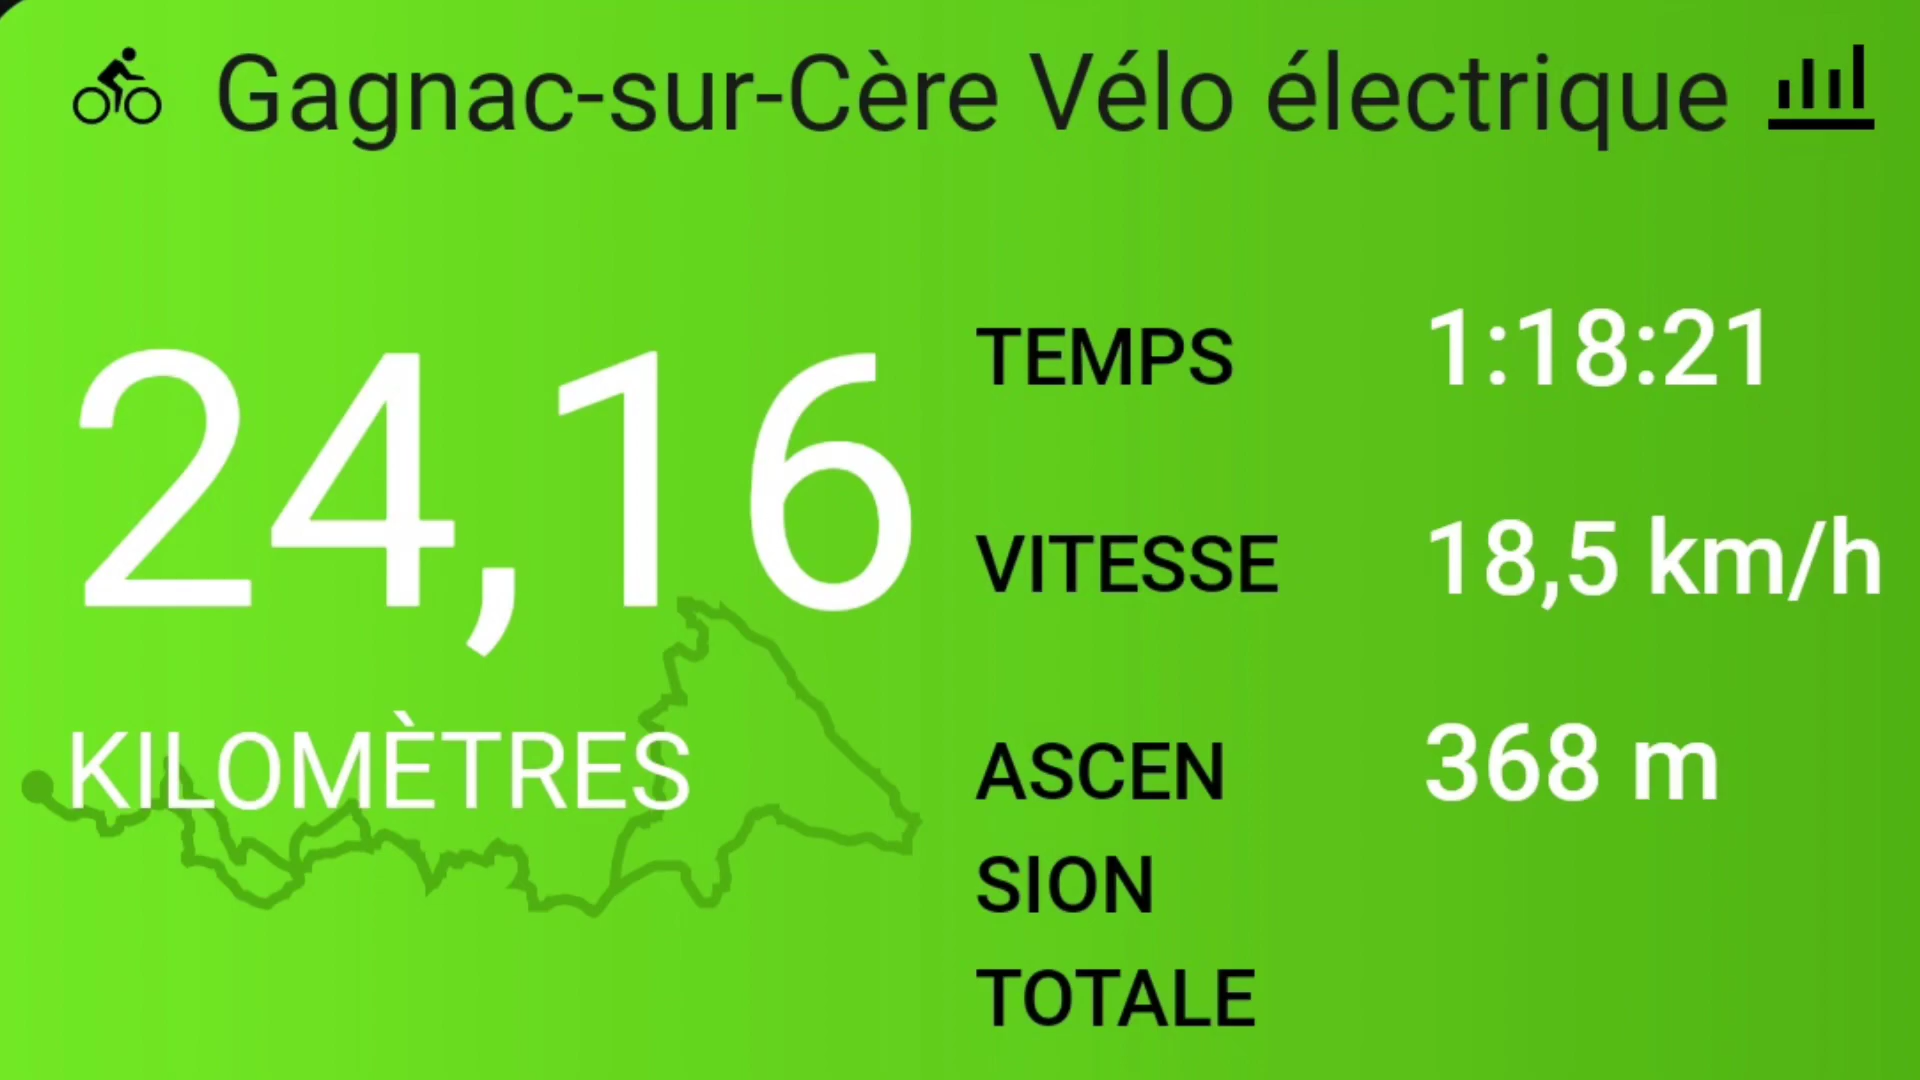 Gagnac-sur-Cère Vélo électrique
24,16
KILOMÈTRES
TEMPS 1:18:21
VITESSE 18,5 km/h
ASCEN 368 m
SION
TOTALE